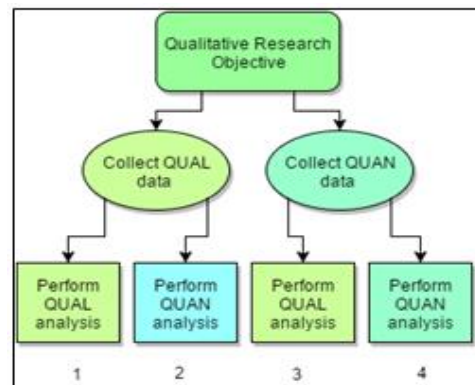 Qualitative Research
Objective
Collect QUAL
data
Collect QUAN
data
Perform
QUAL
analysis
Perform
QUAN
analysis
Perform
QUAL
analysis
Perform
QUAN
analysis
1
2
3
4